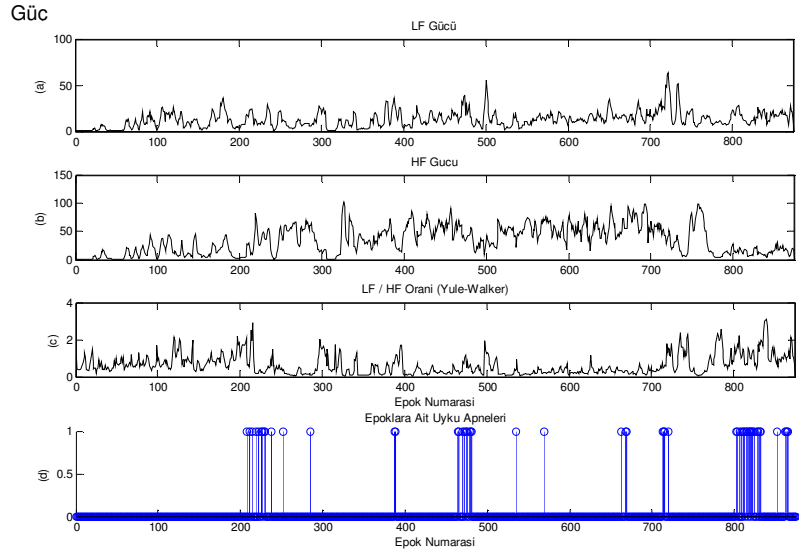 Güc
LF Gücü
100
50
0
(a)
0 100 200 300 400 500 600 700 800
HF Gucu
150
100
50
0
(b)
0 100 200 300 400 500 600 700 800
LF / HF Orani (Yule-Walker)
4
2
0
(c)
0 100 200 300 400 500 600 700 800
Epok Numarasi
Epoklara Ait Uyku Apneleri
1
0.5
0
(d)
0 100 200 300 400 500 600 700 800
Epok Numarasi